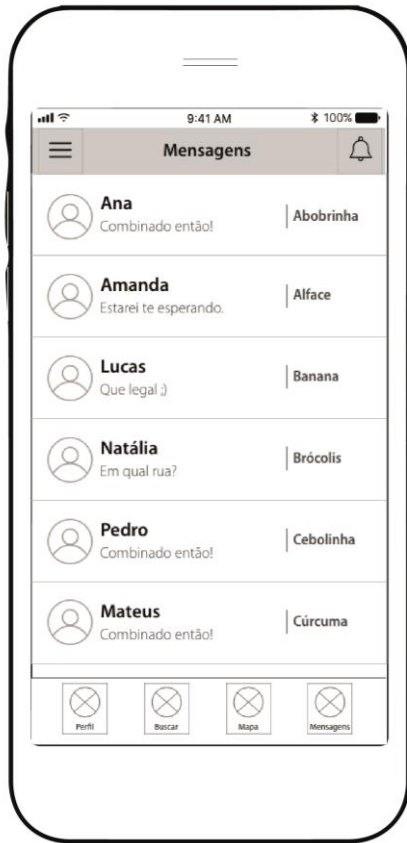 9:41 AM
100%
Mensagens
Ana
Combinado então!
Abobrinha
Amanda
Estarei te esperando.
Alface
Lucas
Que legal ;)
Banana
Natália
Em qual rua?
Brócolis
Pedro
Combinado então!
Cebolinha
Mateus
Combinado então!
Cúrcuma
Perfil
Buscar
Mapa
Mensagens